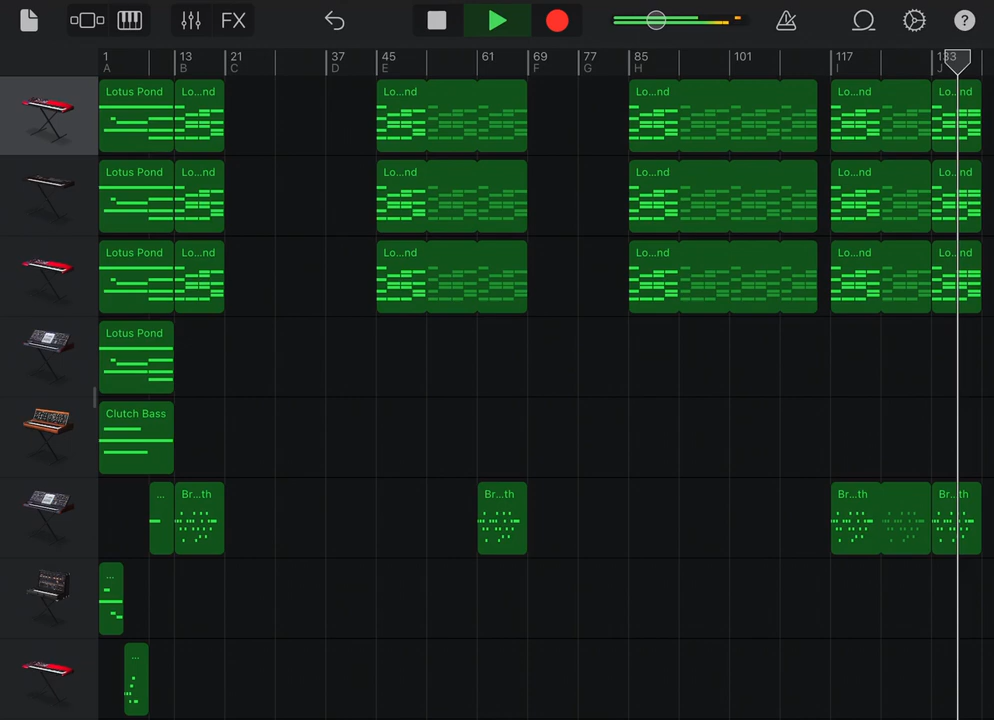 FX
?
1 13 21 37 45 61 69 77 85 101 117 133
A B C D E F G H I J
Lotus Pond Lo...nd Lo...nd Lo...nd Lo...nd Lo...nd
Lotus Pond Lo...nd Lo...nd Lo...nd Lo...nd Lo...nd
Lotus Pond Lo...nd Lo...nd Lo...nd Lo...nd Lo...nd
Lotus Pond
Clutch Bass
... Br...th Br...th Br...th Br...th
...
...